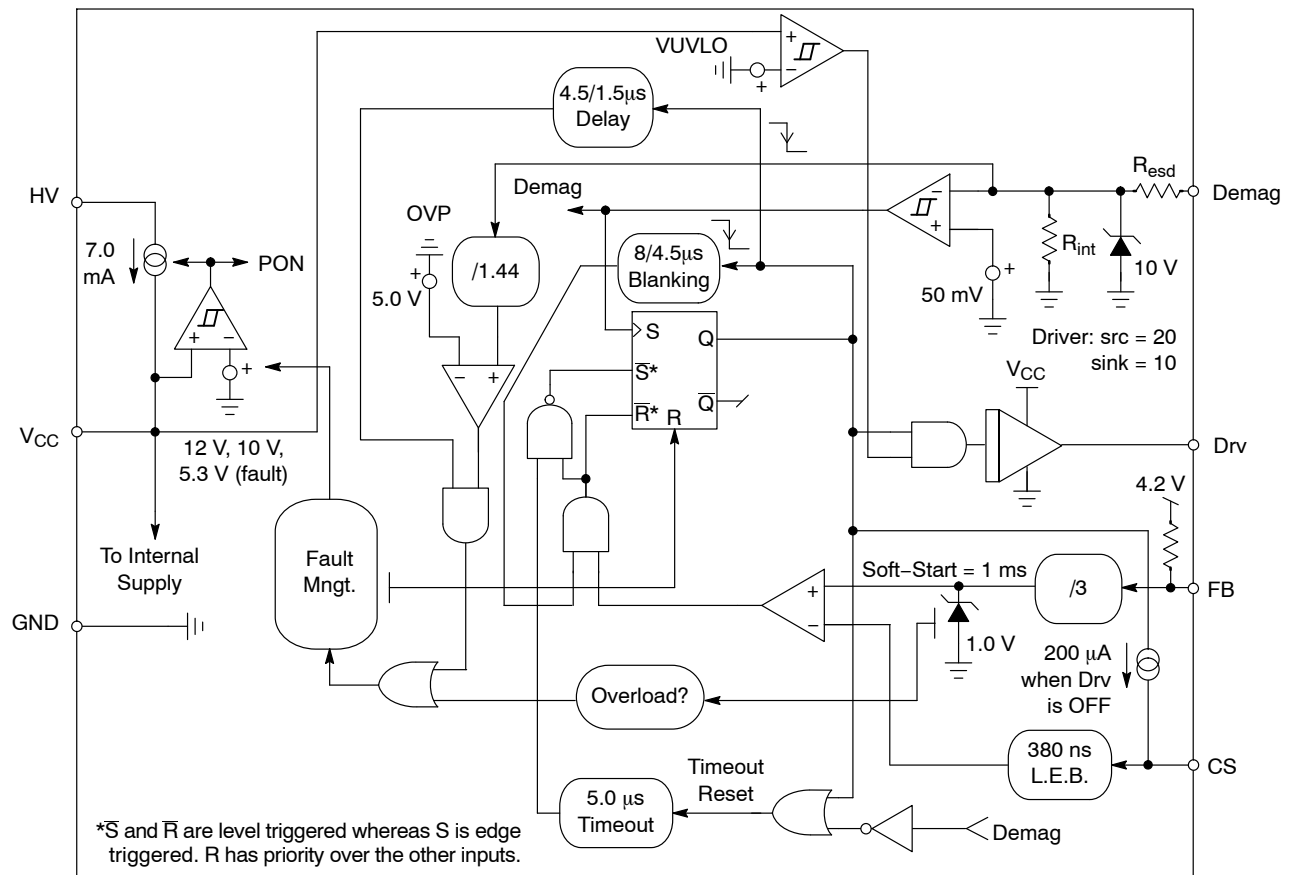 VUVLO
+
−
+
4.5/1.5μs
Delay
HV
Demag
−
+
Resd
Demag
OVP
+
5.0 V
/1.44
8/4.5μs
Blanking
Rint
10 V
+
50 mV
7.0
mA
PON
+
−
+
S
Q
S*
R*
R
Q
Driver: src = 20
sink = 10
VCC
−
+
VCC
12 V, 10 V,
5.3 V (fault)
Drv
4.2 V
To Internal
Supply
Fault
Mngt.
Soft−Start = 1 ms
+
−
/3
FB
GND
1.0 V
200 μA
when Drv
is OFF
Overload?
380 ns
L.E.B.
CS
Timeout
Reset
5.0 μs
Timeout
Demag
*S and R are level triggered whereas S is edge
triggered. R has priority over the other inputs.